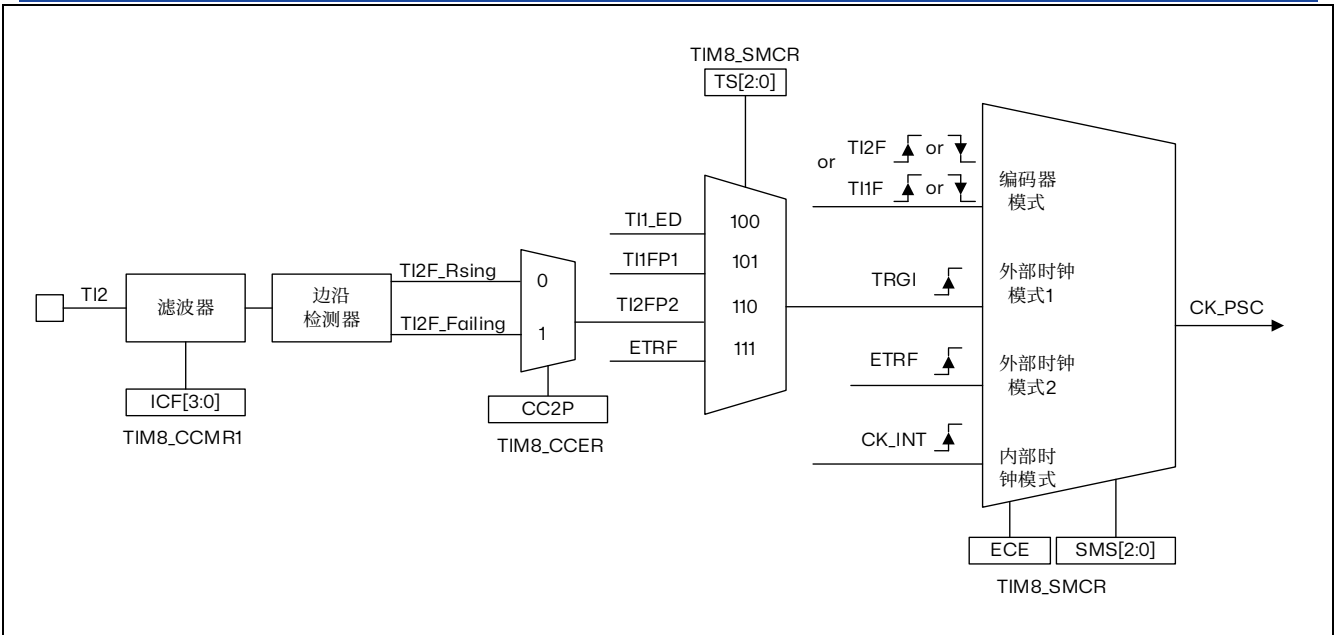 TIM8_SMCR
TS[2:0]
TI2F or
or
TI1F or
编码器
模式
TI1_ED
100
TI1FP1
101
TI2FP2
110
ETRF
111
TI2
滤波器
边沿
检测器
TI2F_Rsing
0
TI2F_Failing
1
TRGI
外部时钟
模式1
CK_PSC
ETRF
外部时钟
模式2
ICF[3:0]
TIM8_CCMR1
CC2P
TIM8_CCER
CK_INT
内部时
钟模式
ECE
SMS[2:0]
TIM8_SMCR